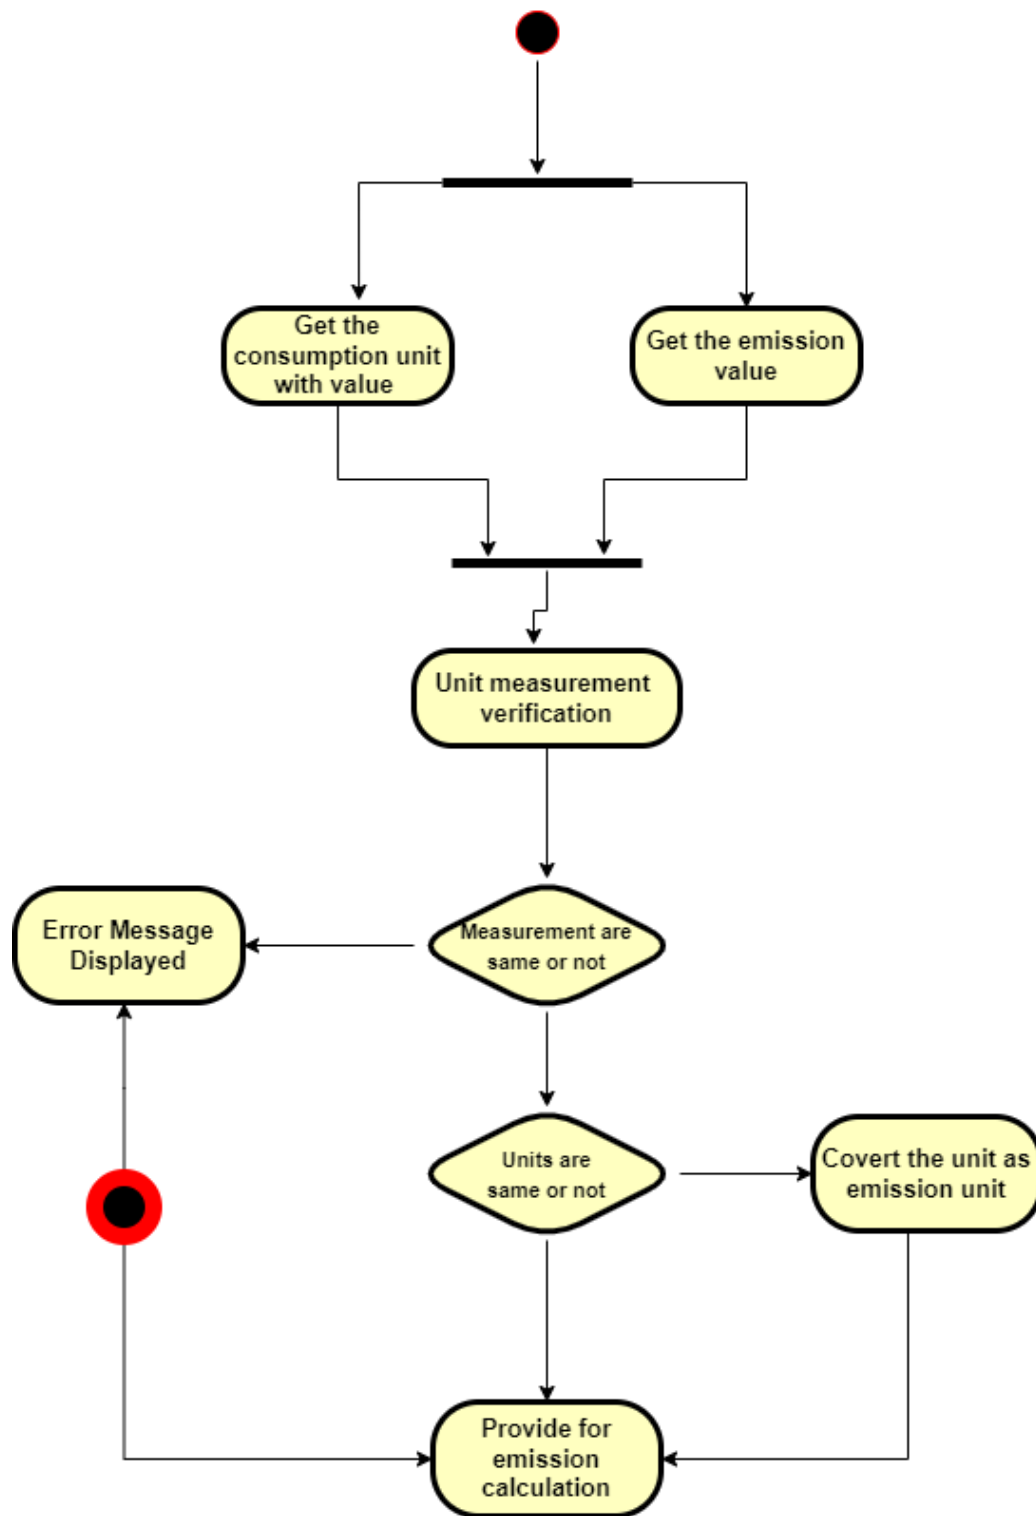 Get the
consumption unit
with value
Get the emission
value
Unit measurement
verification
Error Message
Displayed
Measurement are
same or not
Units are
same or not
Covert the unit as
emission unit
Provide for
emission
calculation